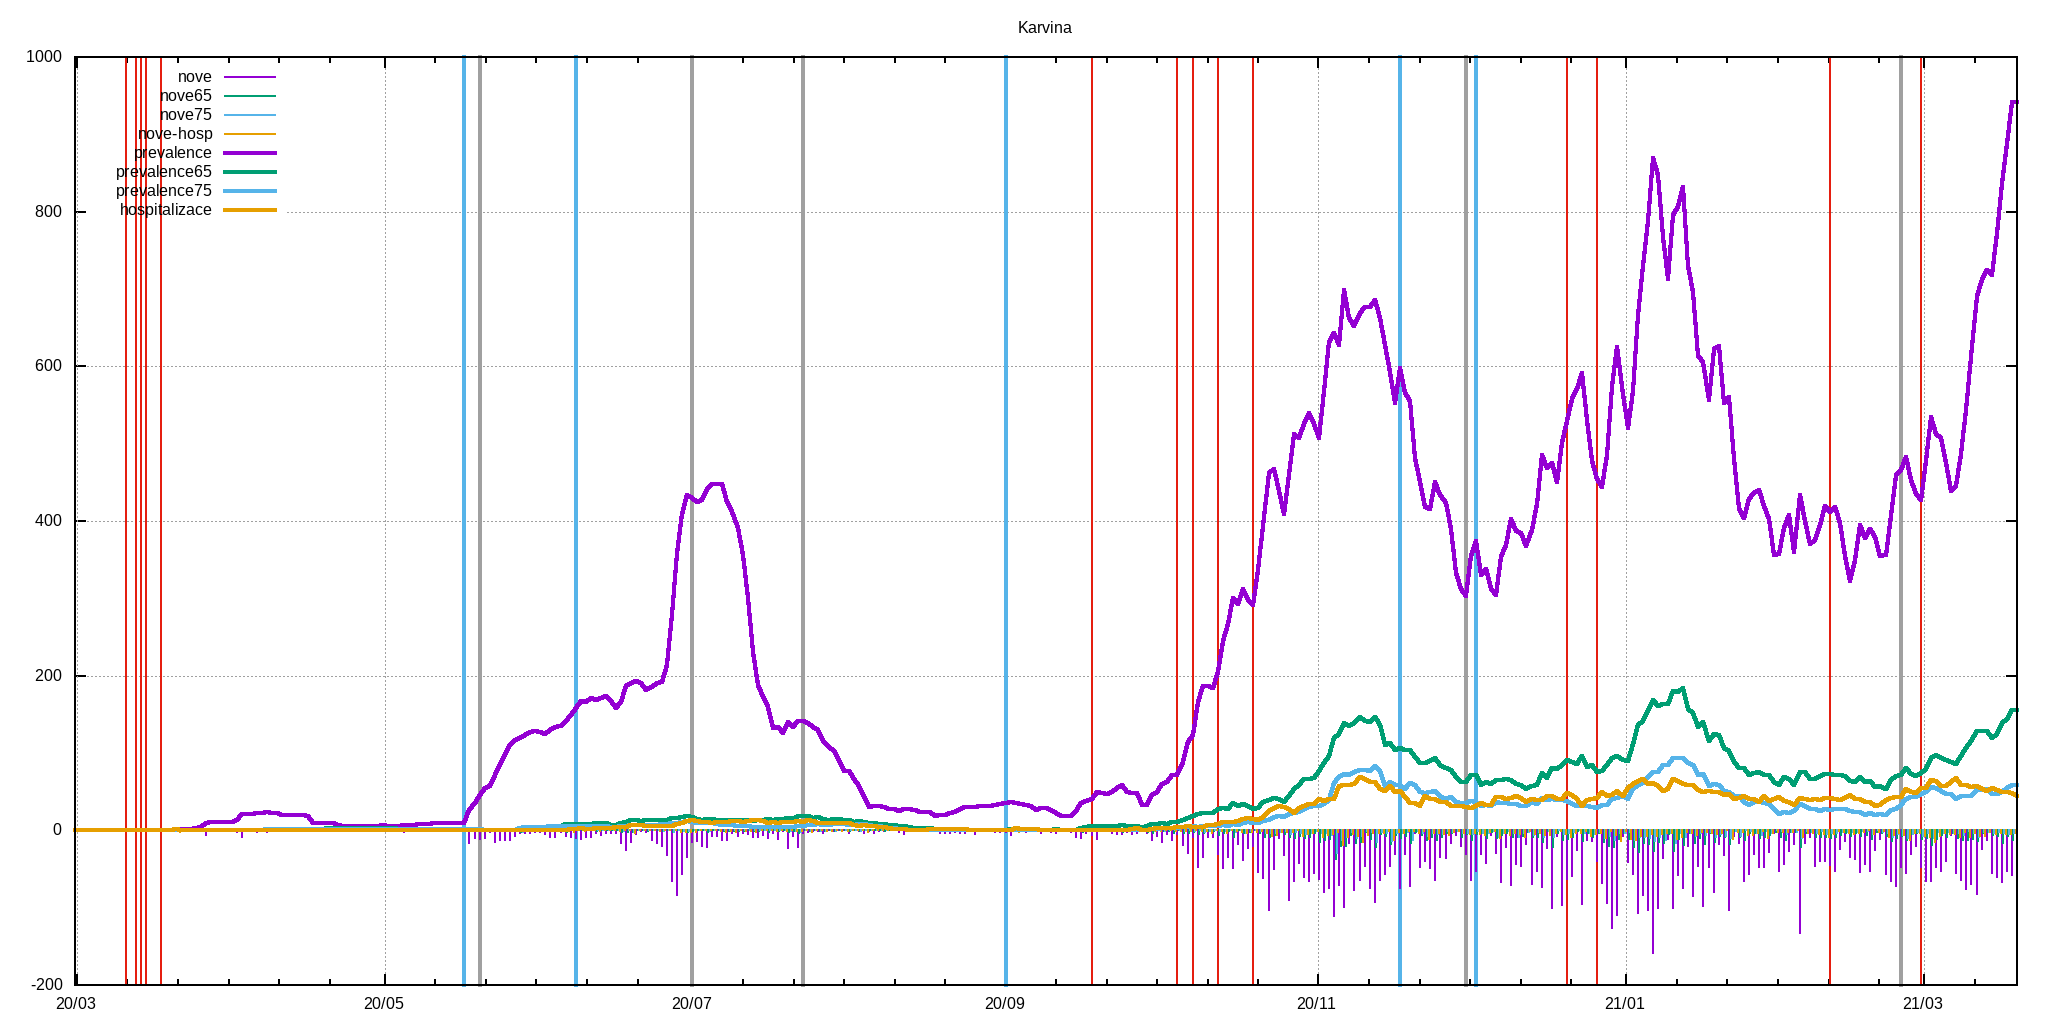 Karvina
1000
800
600
400
200
0
-200
nove
nove65
nove75
nove-hosp
prevalence
prevalence65
prevalence75
hospitalizace
20/03 20/05 20/07 20/09 20/11 21/01 21/03